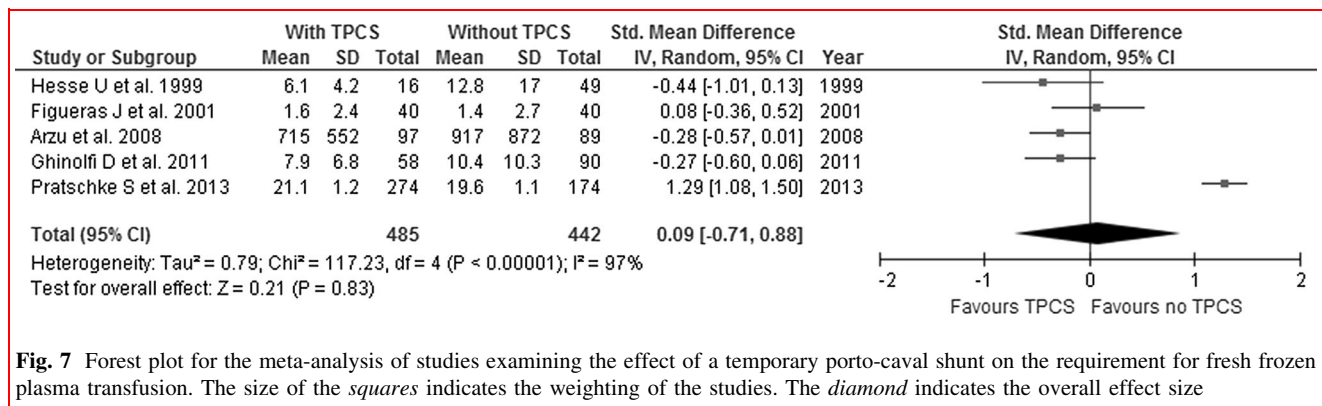 With TPCS Without TPCS Std. Mean Difference Std. Mean Difference
Study or Subgroup Mean SD Total Mean SD Total IV, Random, 95% CI Year IV, Random, 95% CI
Hesse U et al. 1999 6.1 4.2 16 12.8 17 49 -0.44 [-1.01, 0.13] 1999
Figueras J et al. 2001 1.6 2.4 40 1.4 2.7 40 0.08 [-0.36, 0.52] 2001
Arzu et al. 2008 715 552 97 917 872 89 -0.28 [-0.57, 0.01] 2008
Ghinolfi D et al. 2011 7.9 6.8 58 10.4 10.3 90 -0.27 [-0.60, 0.06] 2011
Pratschke S et al. 2013 21.1 1.2 274 19.6 1.1 174 1.29 [1.08, 1.50] 2013
Total (95% CI) 485 442 0.09 [-0.71, 0.88]
Heterogeneity: Tau² = 0.79; Chi² = 117.23, df = 4 (P < 0.00001); I² = 97%
Test for overall effect: Z = 0.21 (P = 0.83)
-2 -1 0 1 2
Favours TPCS Favours no TPCS
Fig. 7 Forest plot for the meta-analysis of studies examining the effect of a temporary porto-caval shunt on the requirement for fresh frozen
plasma transfusion. The size of the squares indicates the weighting of the studies. The diamond indicates the overall effect size